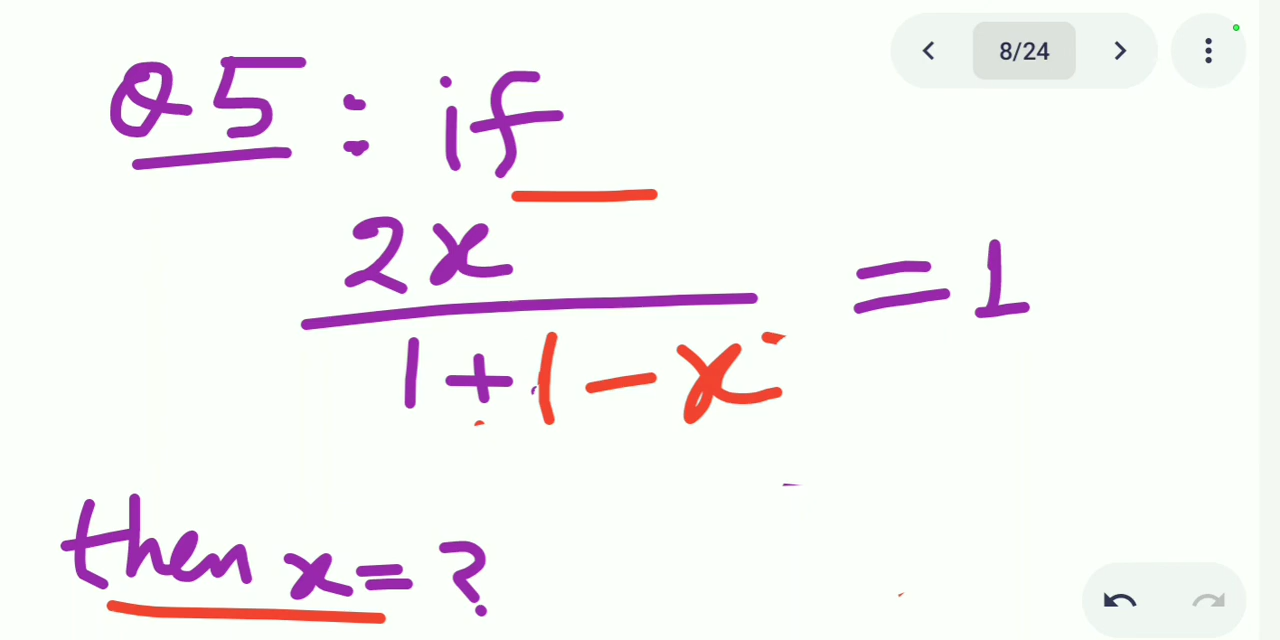 8/24
Q5 : if
2x
= 1
1 + 1 - x
then x = ?